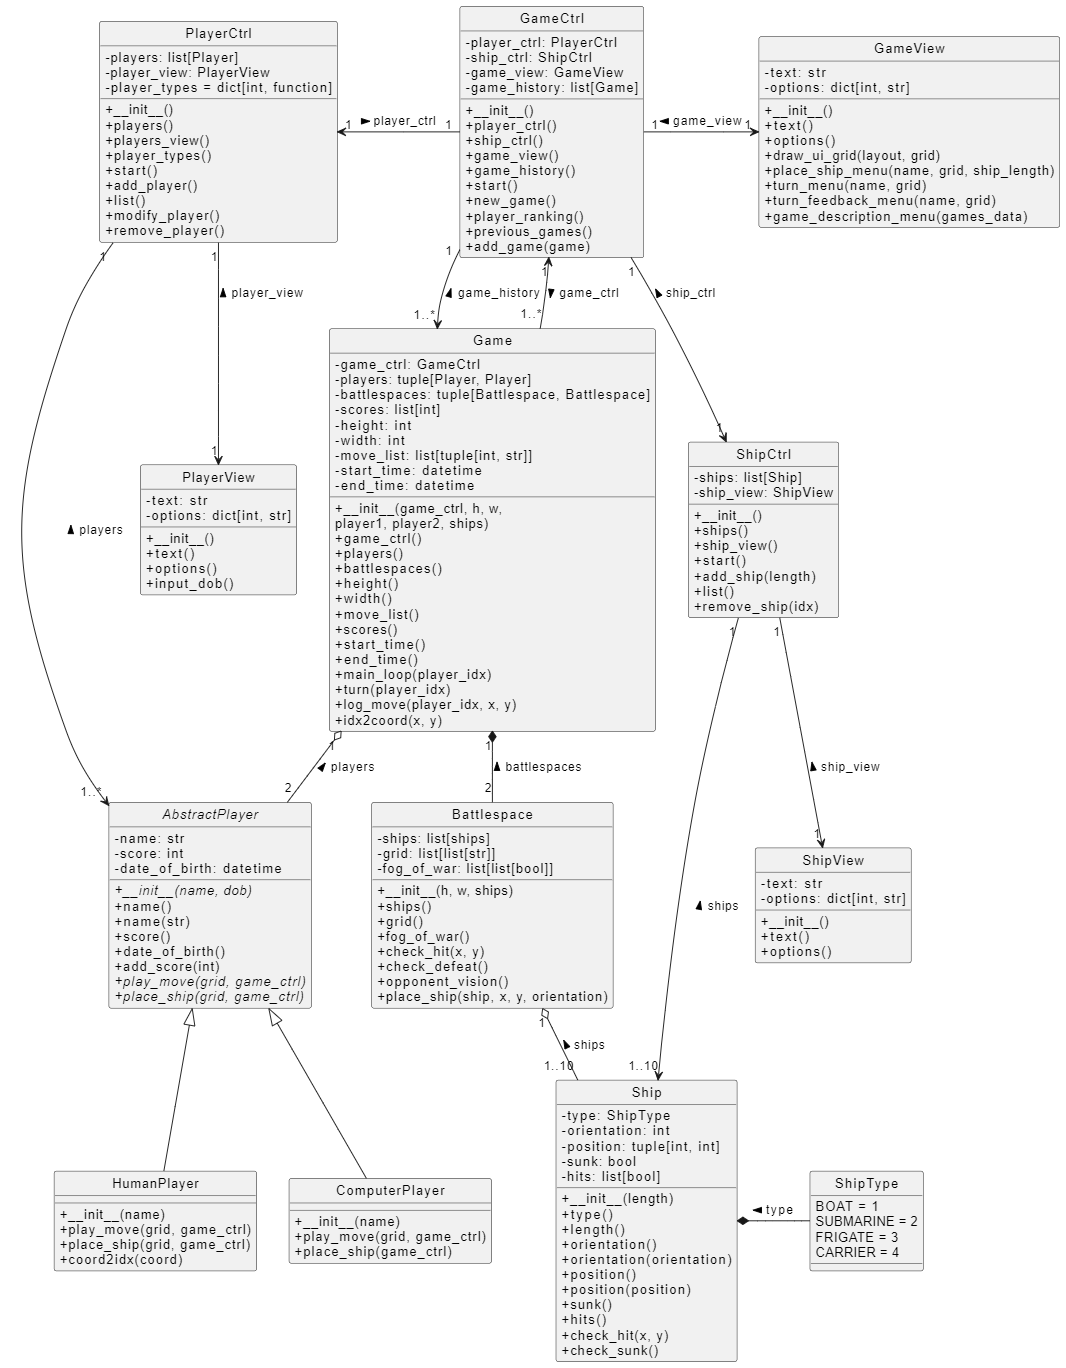 PlayerCtrl
-players: list[Player]
-player_view: PlayerView
-player_types = dict[int, function]
+__init__()
+players()
+players_view()
+player_types()
+start()
+add_player()
+list()
+modify_player()
+remove_player()
GameCtrl
-player_ctrl: PlayerCtrl
-ship_ctrl: ShipCtrl
-game_view: GameView
-game_history: list[Game]
+__init__()
+player_ctrl()
+ship_ctrl()
+game_view()
+game_history()
+start()
+new_game()
+player_ranking()
+previous_games()
+add_game(game)
GameView
-text: str
-options: dict[int, str]
+__init__()
+text()
+options()
+draw_ui_grid(layout, grid)
+place_ship_menu(name, grid, ship_length)
+turn_menu(name, grid)
+turn_feedback_menu(name, grid)
+game_description_menu(games_data)
1 player_ctrl 1
1 game_view 1
1
1
1
1
1
player_view
game_history
game_ctrl
ship_ctrl
1..*
1..*
Game
-game_ctrl: GameCtrl
-players: tuple[Player, Player]
-battlespaces: tuple[Battlespace, Battlespace]
-scores: list[int]
-height: int
-width: int
-move_list: list[tuple[int, str]]
-start_time: datetime
-end_time: datetime
+__init__(game_ctrl, h, w,
player1, player2, ships)
+game_ctrl()
+players()
+battlespaces()
+height()
+width()
+move_list()
+scores()
+start_time()
+end_time()
+main_loop(player_idx)
+turn(player_idx)
+log_move(player_idx, x, y)
+idx2coord(x, y)
1
1
PlayerView
-text: str
-options: dict[int, str]
+__init__()
+text()
+options()
+input_dob()
ShipCtrl
-ships: list[Ship]
-ship_view: ShipView
+__init__()
+ships()
+ship_view()
+start()
+add_ship(length)
+list()
+remove_ship(idx)
players
1
1
1
1
players
battlespaces
ship_view
1..*
2
2
1
AbstractPlayer
-name: str
-score: int
-date_of_birth: datetime
+__init__(name, dob)
+name()
+name(str)
+score()
+date_of_birth()
+add_score(int)
+play_move(grid, game_ctrl)
+place_ship(grid, game_ctrl)
Battlespace
-ships: list[ships]
-grid: list[list[str]]
-fog_of_war: list[list[bool]]
+__init__(h, w, ships)
+ships()
+grid()
+fog_of_war()
+check_hit(x, y)
+check_defeat()
+opponent_vision()
+place_ship(ship, x, y, orientation)
ShipView
-text: str
-options: dict[int, str]
+__init__()
+text()
+options()
ships
1
ships
1..10
1..10
HumanPlayer
+__init__(name)
+play_move(grid, game_ctrl)
+place_ship(grid, game_ctrl)
+coord2idx(coord)
ComputerPlayer
+__init__(name)
+play_move(grid, game_ctrl)
+place_ship(game_ctrl)
Ship
-type: ShipType
-orientation: int
-position: tuple[int, int]
-sunk: bool
-hits: list[bool]
+__init__(length)
+type()
+length()
+orientation()
+orientation(orientation)
+position()
+position(position)
+sunk()
+hits()
+check_hit(x, y)
+check_sunk()
type
ShipType
BOAT = 1
SUBMARINE = 2
FRIGATE = 3
CARRIER = 4